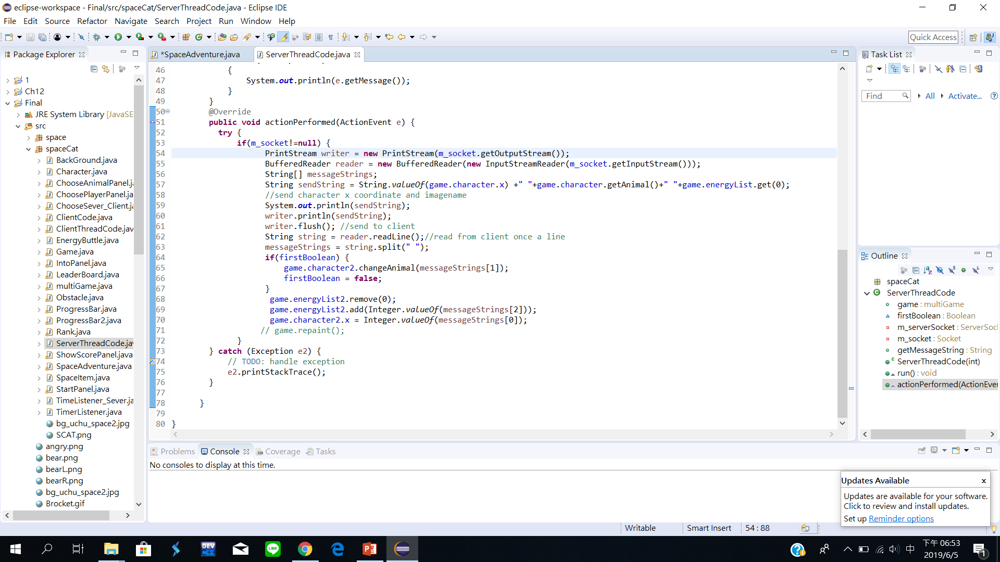 eclipse-workspace - Final/src/spaceCat/ServerThreadCode.java - Eclipse IDE
File Edit Source Refactor Navigate Search Project Run Window Help
Quick Access
Package Explorer
*SpaceAdventure.java
ServerThreadCode.java
Task List
1
Ch12
Final
JRE System Library [JavaSE
src
space
spaceCat
BackGround.java
Character.java
ChooseAnimalPanel.ja
ChoosePlayerPanel.ja
ChooseSever_Client.ja
ClientCode.java
ClientThreadCode.jav
EnergyButtle.java
Game.java
IntoPanel.java
LeaderBoard.java
multiGame.java
Obstacle.java
ProgressBar.java
ProgressBar2.java
Rank.java
ServerThreadCode.jav
ShowScorePanel.java
SpaceAdventure.java
SpaceItem.java
StartPanel.java
TimeListener_Sever.ja
TimerListener.java
bg_uchu_space2.jpg
SCAT.png
angry.png
bear.png
bearL.png
bearR.png
bg_uchu_space2.jpg
Brocket.gif
46 {
47 System.out.println(e.getMessage());
48 }
49 }
50 @Override
51 public void actionPerformed(ActionEvent e) {
52 try {
53 if(m_socket!=null) {
54 PrintStream writer = new PrintStream(m_socket.getOutputStream());
55 BufferedReader reader = new BufferedReader(new InputStreamReader(m_socket.getInputStream()));
56 String[] messageStrings;
57 String sendString = String.valueOf(game.character.x) +" "+game.character.getAnimal()+" "+game.energyList.get(0);
58 //send character x coordinate and imagename
59 System.out.println(sendString);
60 writer.println(sendString);
61 writer.flush(); //send to client
62 String string = reader.readLine();//read from client once a line
63 messageStrings = string.split(" ");
64 if(firstBoolean) {
65 game.character2.changeAnimal(messageStrings[1]);
66 firstBoolean = false;
67 }
68 game.energyList2.remove(0);
69 game.energyList2.add(Integer.valueOf(messageStrings[2]));
70 game.character2.x = Integer.valueOf(messageStrings[0]);
71 // game.repaint();
72 }
73 } catch (Exception e2) {
74 // TODO: handle exception
75 e2.printStackTrace();
76 }
77
78 }
79
80 }
Find
All
Activate...
Outline
spaceCat
ServerThreadCode
game : multiGame
firstBoolean : Boolean
m_serverSocket : ServerSoc
m_socket : Socket
getMessageString : String
ServerThreadCode(int)
run() : void
actionPerformed(ActionEver
Problems
Console
Coverage
Tasks
No consoles to display at this time.
Updates Available
Updates are available for your software.
Click to review and install updates.
Set up Reminder options
Writable
Smart Insert
54 : 88
DEV
LINE
中
下午 06:53
2019/6/5
1